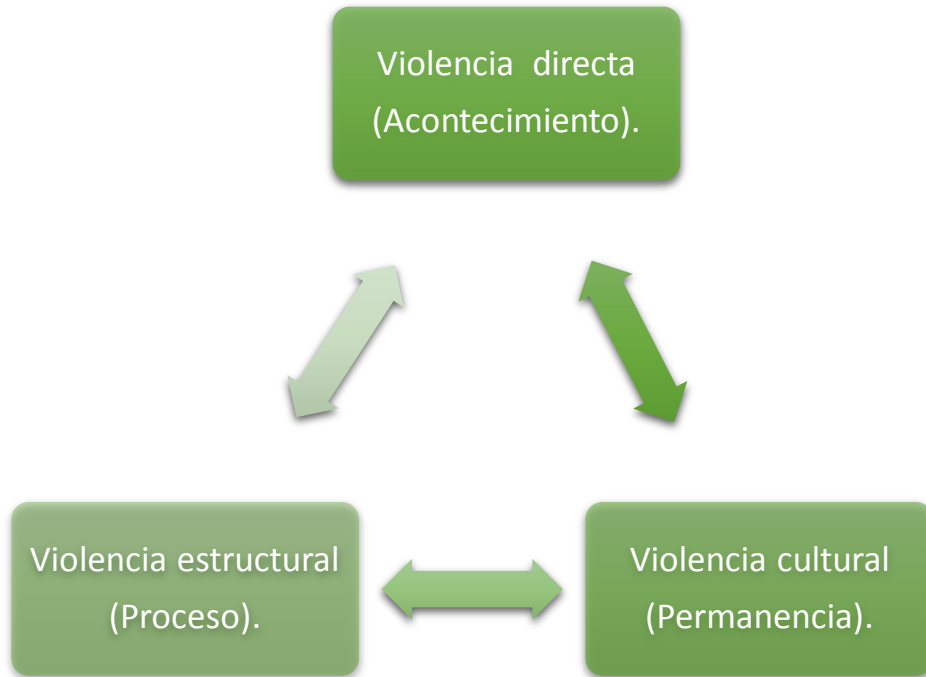 Violencia directa
(Acontecimiento).
Violencia estructural
(Proceso).
Violencia cultural
(Permanencia).